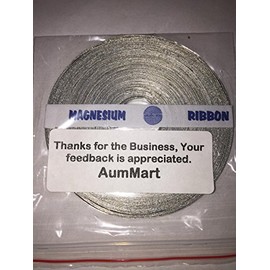 MAGNESIUM RIBBON
Thanks for the Business, Your
feedback is appreciated.
AumMart